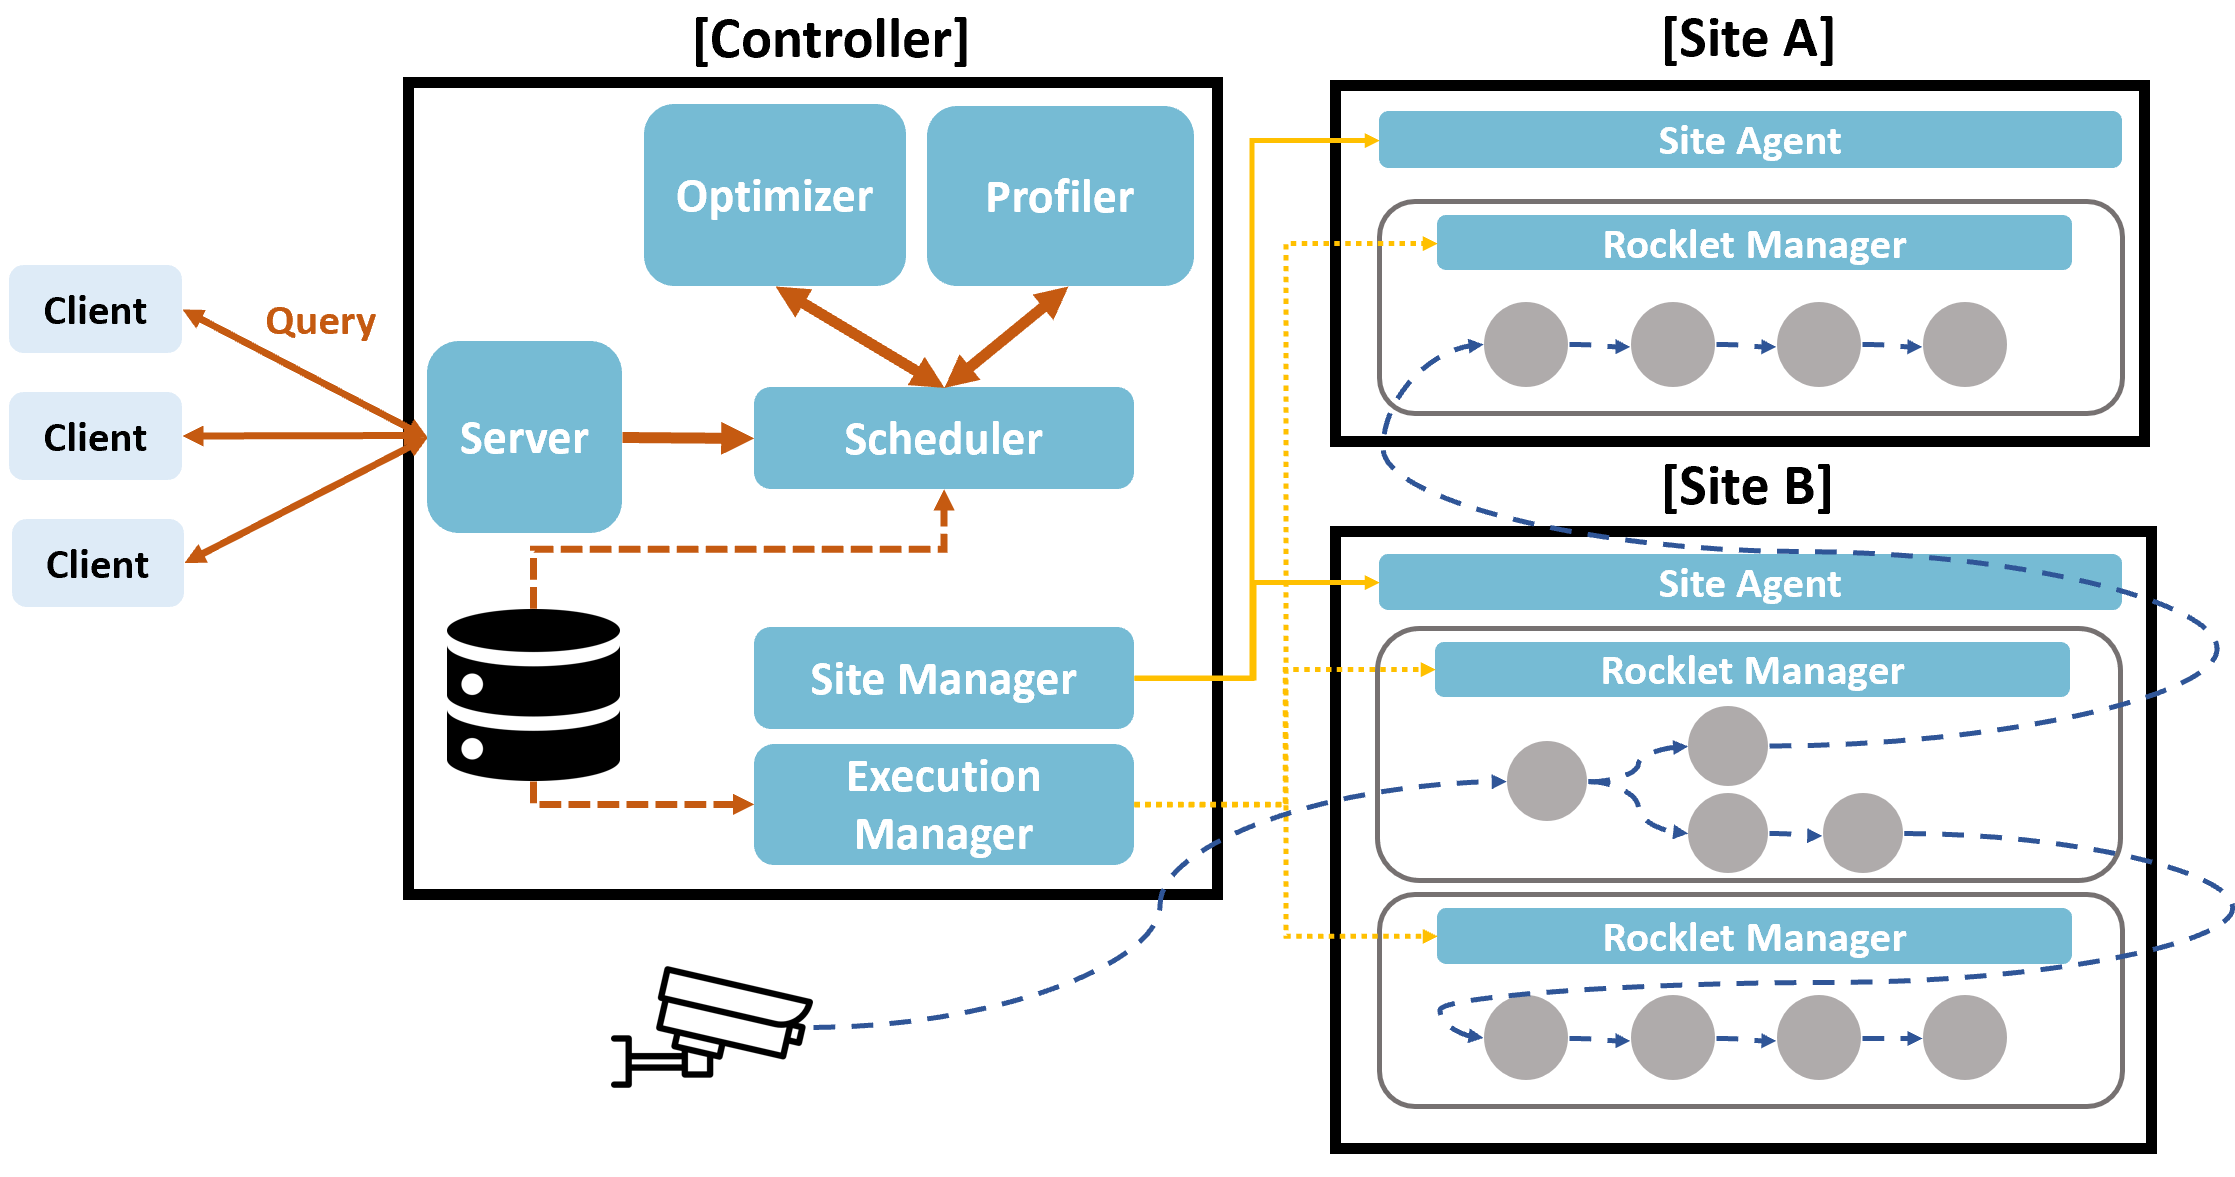 [Controller]
Optimizer
Profiler
Client
Client
Client
Query
Server
Scheduler
Site Manager
Execution
Manager
[Site A]
Site Agent
Rocklet Manager
[Site B]
Site Agent
Rocklet Manager
Rocklet Manager